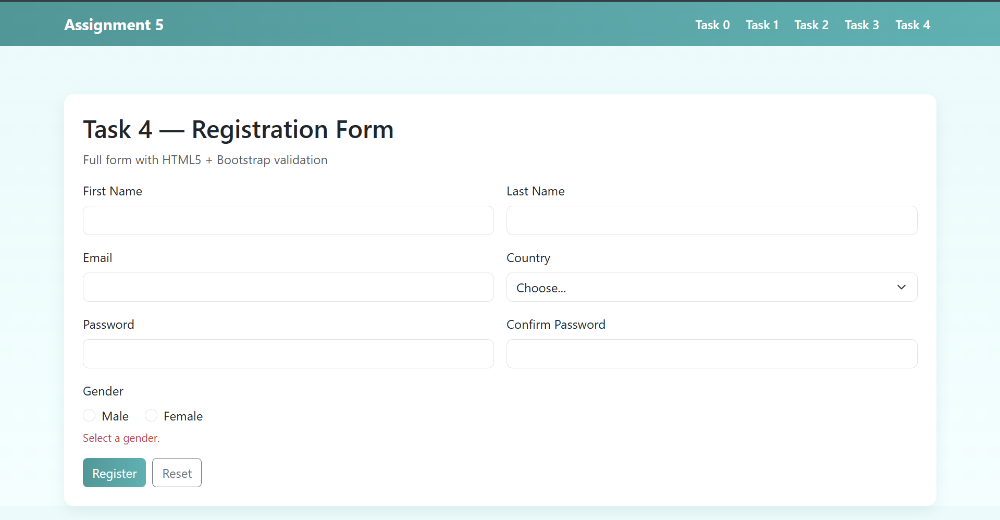 Assignment 5
Task 0 Task 1 Task 2 Task 3 Task 4
Task 4 — Registration Form
Full form with HTML5 + Bootstrap validation
First Name Last Name
Email Country
Choose...
Password Confirm Password
Gender
Male Female
Select a gender.
Register Reset